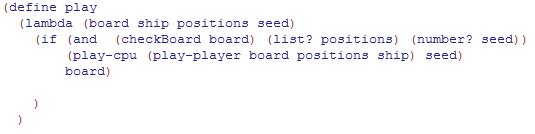 (define play
(lambda (board ship positions seed)
(if (and (checkBoard board) (list? positions) (number? seed))
(play-cpu (play-player board positions ship) seed)
board)
)
)